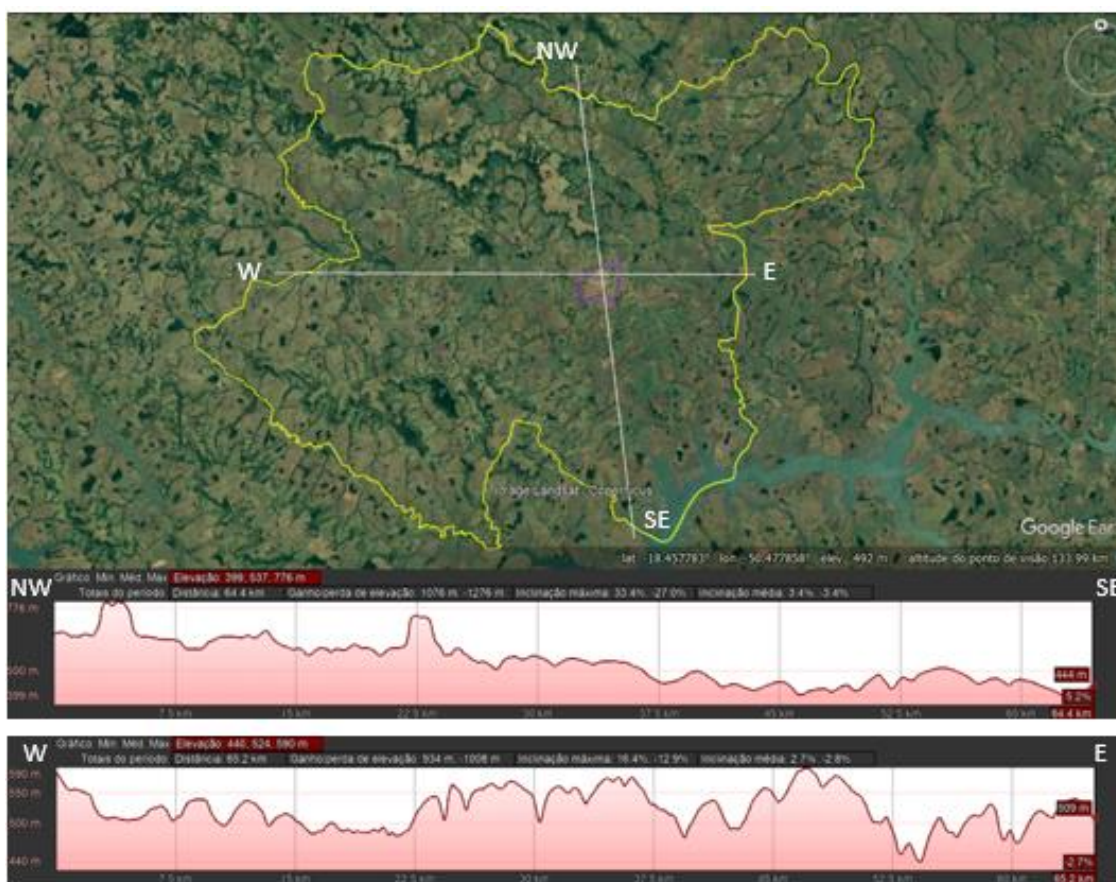 NW
W
E
Image Landsat / Copernicus
SE
Google Ear
lat -18.457783° lon -50.477858° elev. 492 m altitude do ponto de visão 133.99 km
NW
SE
Gráfico: Mín, Méd, Máx Elevação: 399, 537, 776 m
Totais do período: Distância: 64.4 km Ganho/perda de elevação: 1076 m, -1276 m Inclinação máxima: 33.4%, -27.0% Inclinação média: 3.4%, -3.4%
776 m
500 m
444 m
399 m
5.2%
7.5 km 15 km 22.5 km 30 km 37.5 km 45 km 52.5 km 60 km 64.4 km
W
E
Gráfico: Mín, Méd, Máx Elevação: 440, 524, 590 m
Totais do período: Distância: 65.2 km Ganho/perda de elevação: 934 m, -1006 m Inclinação máxima: 16.4%, -12.9% Inclinação média: 2.7%, -2.8%
590 m
550 m
509 m
500 m
440 m
-2.7%
7.5 km 15 km 22.5 km 30 km 37.5 km 45 km 52.5 km 60 km 65.2 km